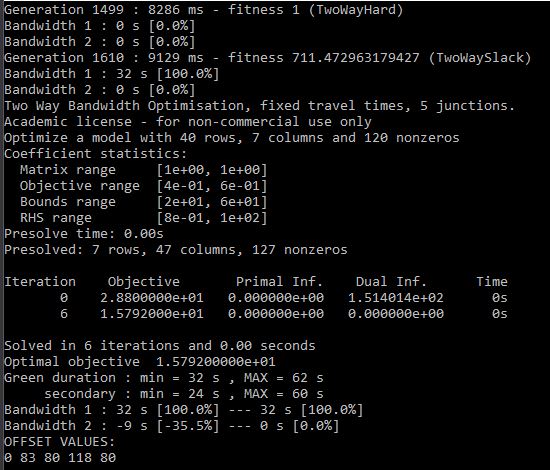 Generation 1499 : 8286 ms - fitness 1 (TwoWayHard)
Bandwidth 1 : 0 s [0.0%]
Bandwidth 2 : 0 s [0.0%]
Generation 1610 : 9129 ms - fitness 711.472963179427 (TwoWaySlack)
Bandwidth 1 : 32 s [100.0%]
Bandwidth 2 : 0 s [0.0%]
Two Way Bandwidth Optimisation, fixed travel times, 5 junctions.
Academic license - for non-commercial use only
Optimize a model with 40 rows, 7 columns and 120 nonzeros
Coefficient statistics:
  Matrix range     [1e+00, 1e+00]
  Objective range  [4e-01, 6e-01]
  Bounds range     [2e+01, 6e+01]
  RHS range        [8e-01, 1e+02]
Presolve time: 0.00s
Presolved: 7 rows, 47 columns, 127 nonzeros
Iteration    Objective       Primal Inf.    Dual Inf.      Time
       0    2.8800000e+01   0.000000e+00   1.514014e+02      0s
       6    1.5792000e+01   0.000000e+00   0.000000e+00      0s
Solved in 6 iterations and 0.00 seconds
Optimal objective  1.579200000e+01
Green duration : min = 32 s , MAX = 62 s
     secondary : min = 24 s , MAX = 60 s
Bandwidth 1 : 32 s [100.0%] --- 32 s [100.0%]
Bandwidth 2 : -9 s [-35.5%] --- 0 s [0.0%]
OFFSET VALUES:
0 83 80 118 80